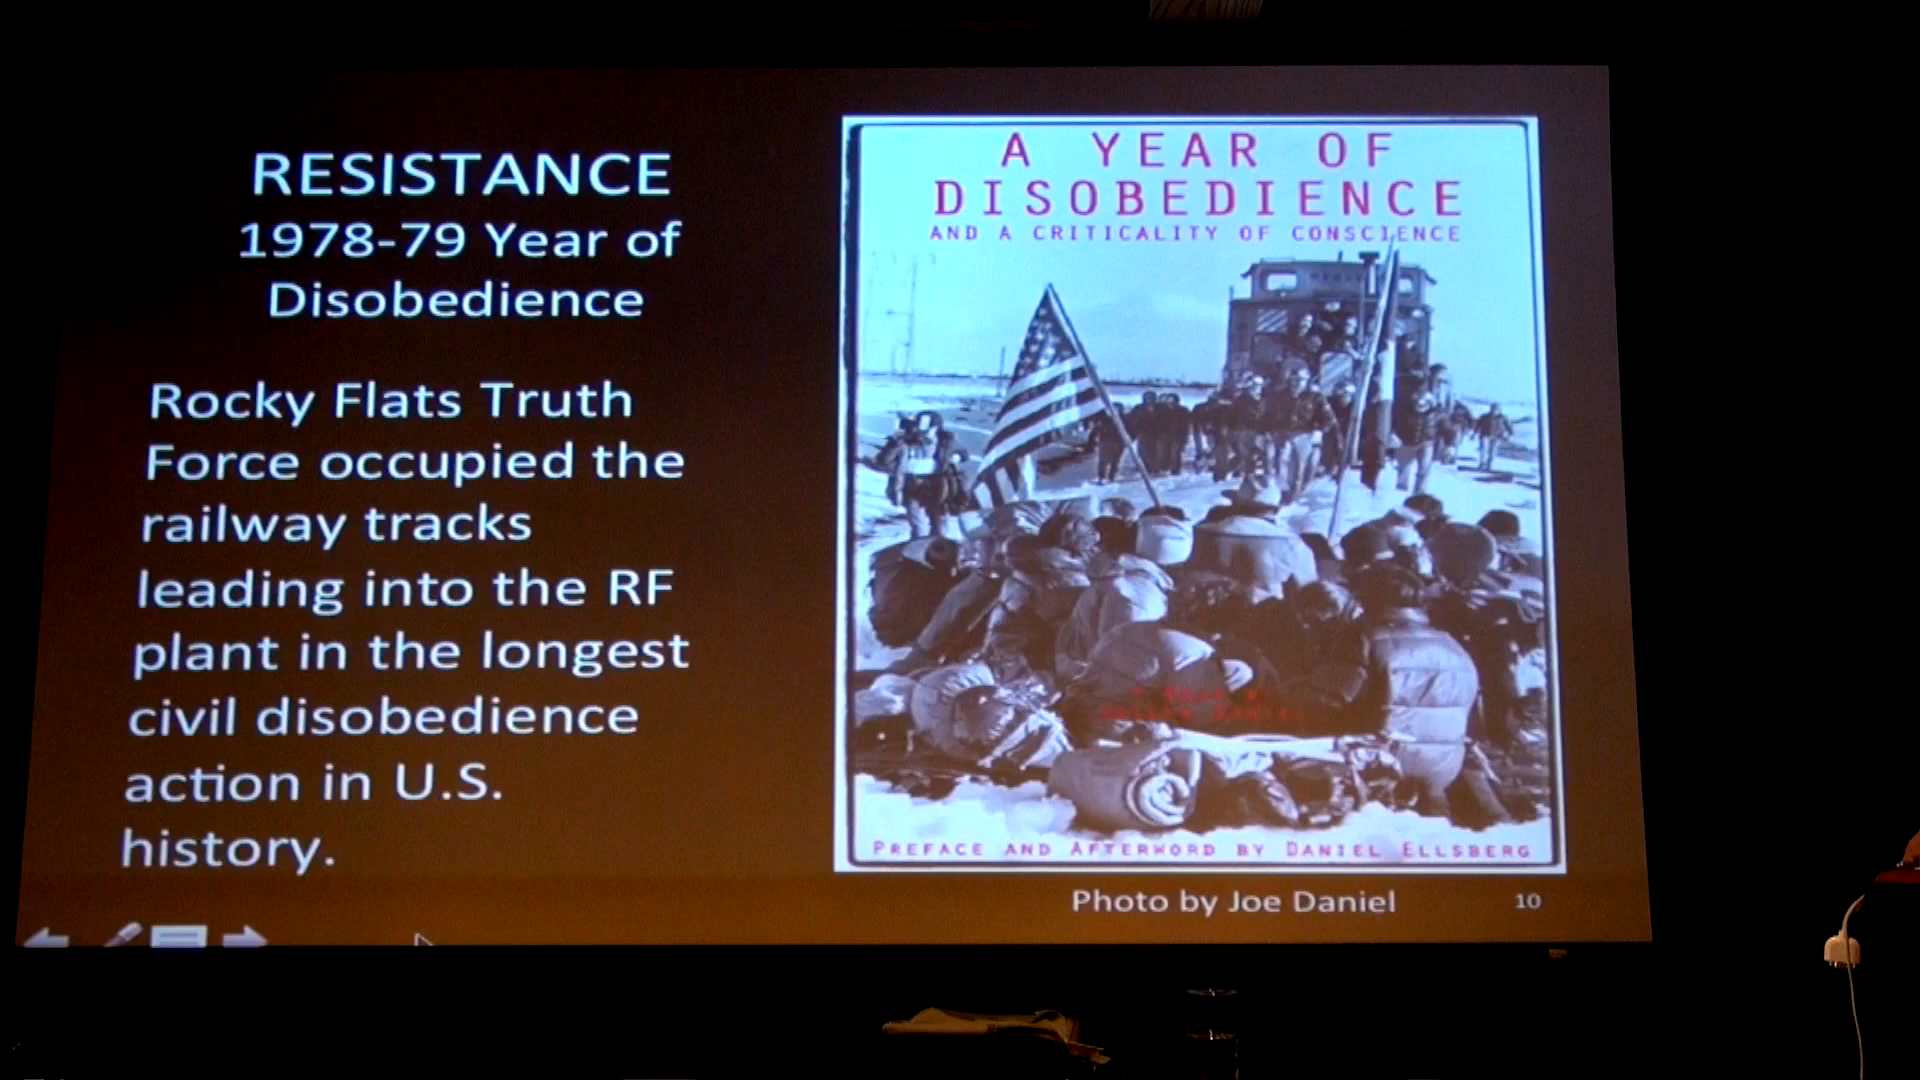 RESISTANCE
1978-79 Year of
Disobedience
Rocky Flats Truth
Force occupied the
railway tracks
leading into the RF
plant in the longest
civil disobedience
action in U.S.
history.
A YEAR OF
DISOBEDIENCE
AND A CRITICALITY OF CONSCIENCE
PREFACE AND AFTERWORD BY DANIEL ELLSBERG
Photo by Joe Daniel
10